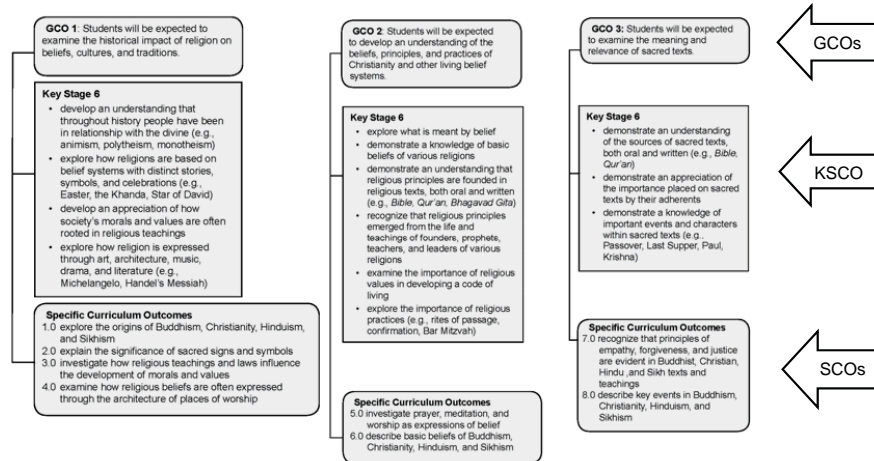 GCO 1: Students will be expected to
examine the historical impact of religion on
beliefs, cultures, and traditions.
Key Stage 6
• develop an understanding that
throughout history people have been
in relationship with the divine (e.g.,
animism, polytheism, monotheism)
• explore how religions are based on
belief systems with distinct stories,
symbols, and celebrations (e.g.,
Easter, the Khanda, Star of David)
• develop an appreciation of how
society's morals and values are often
rooted in religious teachings
• explore how religion is expressed
through art, architecture, music,
drama, and literature (e.g.,
Michelangelo, Handel's Messiah)
Specific Curriculum Outcomes
1.0 explore the origins of Buddhism, Christianity, Hinduism, and
Sikhism
2.0 explain the significance of sacred signs and symbols
3.0 investigate how religious teachings and laws influence
the development of morals and values
4.0 examine how religious beliefs are often expressed
through the architecture of places of worship
GCO 2: Students will be expected
to develop an understanding of the
beliefs, principles, and practices of
Christianity and other living belief
systems.
Key Stage 6
• explore what is meant by belief
• demonstrate a knowledge of basic
beliefs of various religions
• demonstrate an understanding that
religious principles are founded in
religious texts, both oral and written
(e.g., Bible, Qur'an, Bhagavad Gita)
• recognize that religious principles
emerged from the life and
teachings of founders, prophets,
teachers, and leaders of various
religions
• examine the importance of religious
values in developing a code of
living
• explore the importance of religious
practices (e.g., rites of passage,
confirmation, Bar Mitzvah)
Specific Curriculum Outcomes
5.0 investigate prayer, meditation, and
worship as expressions of belief
6.0 describe basic beliefs of Buddhism,
Christianity, Hinduism, and Sikhism
GCO 3: Students will be expected
to examine the meaning and
relevance of sacred texts.
Key Stage 6
• demonstrate an understanding
of the sources of sacred texts,
both oral and written (e.g., Bible,
Qur'an)
• demonstrate an appreciation of
the importance placed on sacred
texts by their adherents
• demonstrate a knowledge of
important events and characters
within sacred texts (e.g.,
Passover, Last Supper, Paul,
Krishna)
Specific Curriculum Outcomes
7.0 recognize that principles of
empathy, forgiveness, and justice
are evident in Buddhist, Christian,
Hindu ,and Sikh texts and
teachings
8.0 describe key events in Buddhism,
Christianity, Hinduism, and
Sikhism
GCOs
KSCO
SCOs